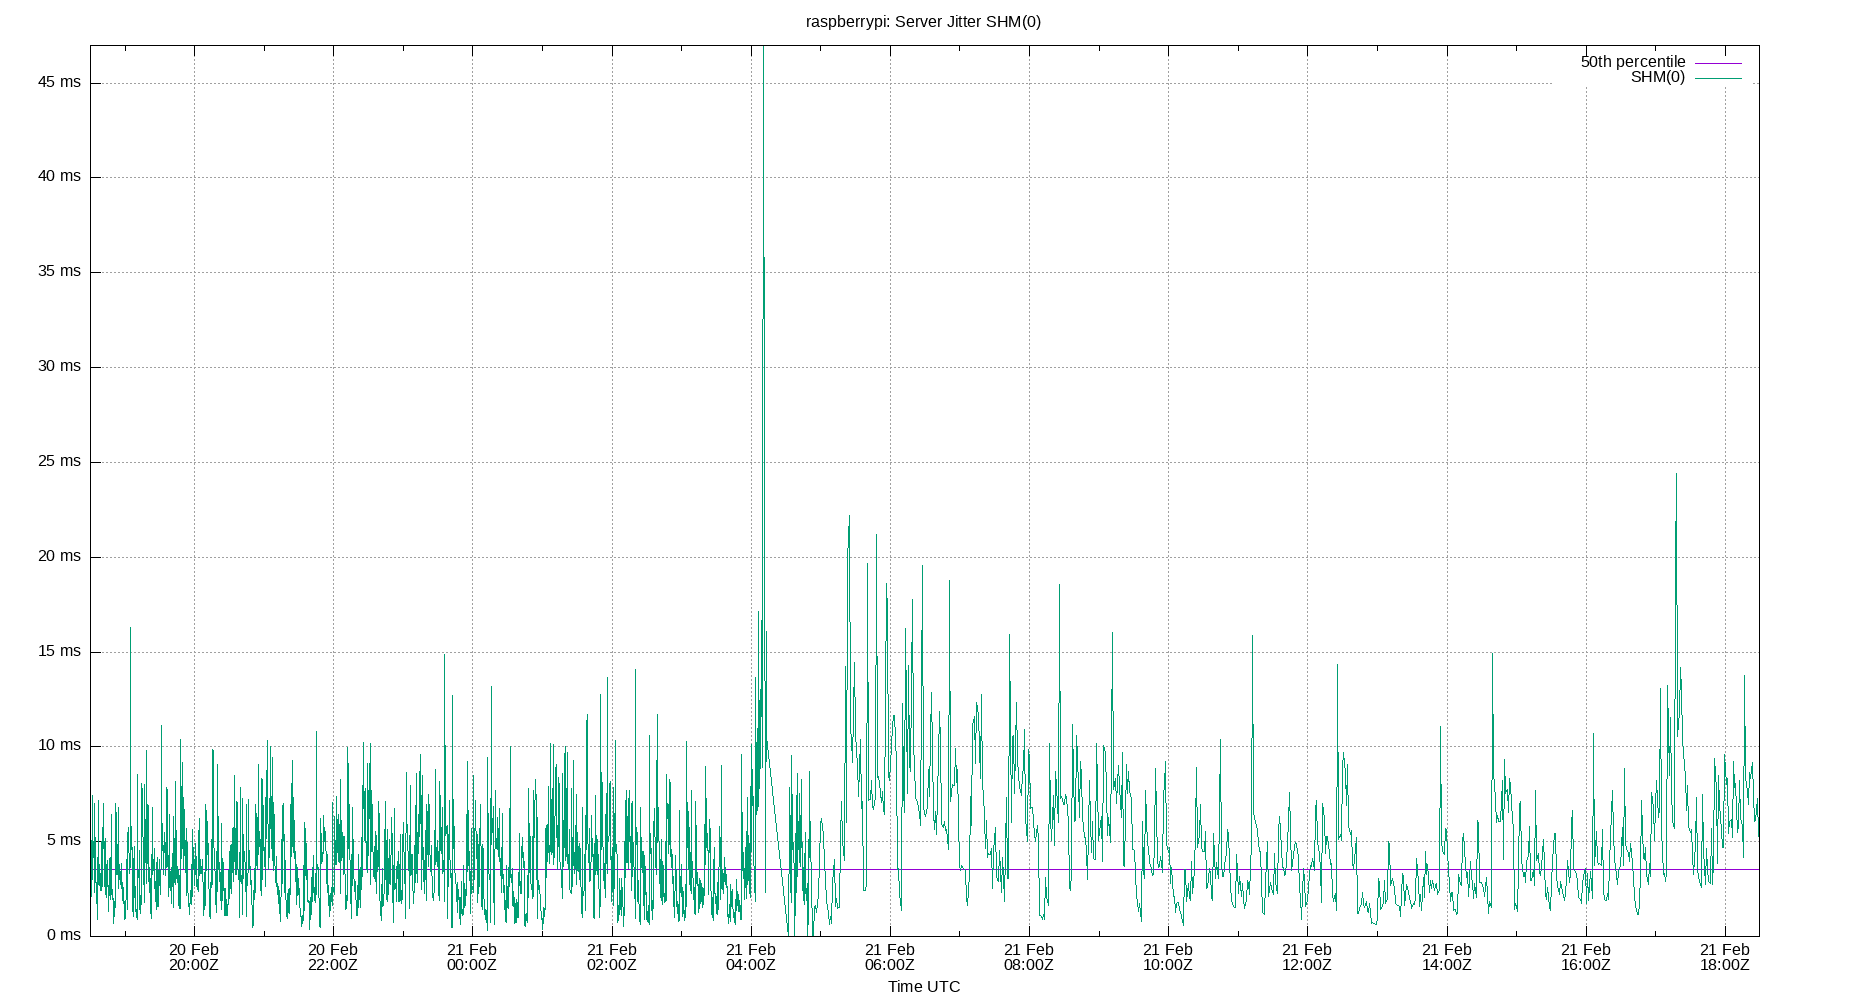 raspberrypi: Server Jitter SHM(0)
50th percentile
SHM(0)
45 ms
40 ms
35 ms
30 ms
25 ms
20 ms
15 ms
10 ms
5 ms
0 ms
20 Feb 20 Feb 21 Feb 21 Feb 21 Feb 21 Feb 21 Feb 21 Feb 21 Feb 21 Feb 21 Feb 21 Feb
20:00Z 22:00Z 00:00Z 02:00Z 04:00Z 06:00Z 08:00Z 10:00Z 12:00Z 14:00Z 16:00Z 18:00Z
Time UTC